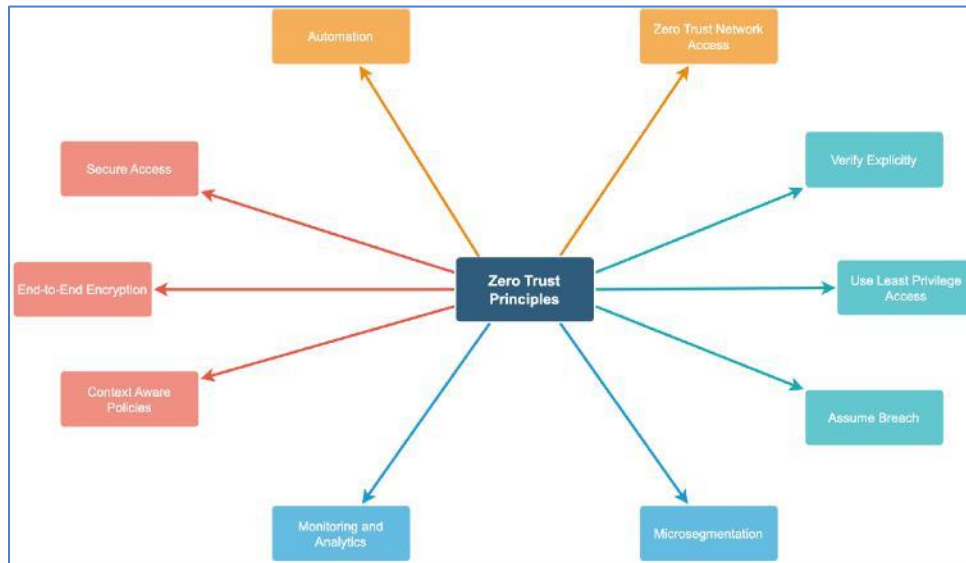 Automation
Zero Trust Network
Access
Secure Access
Verify Explicitly
End-to-End Encryption
Zero Trust
Principles
Use Least Privilege
Access
Context Aware
Policies
Assume Breach
Monitoring and
Analytics
Microsegmentation